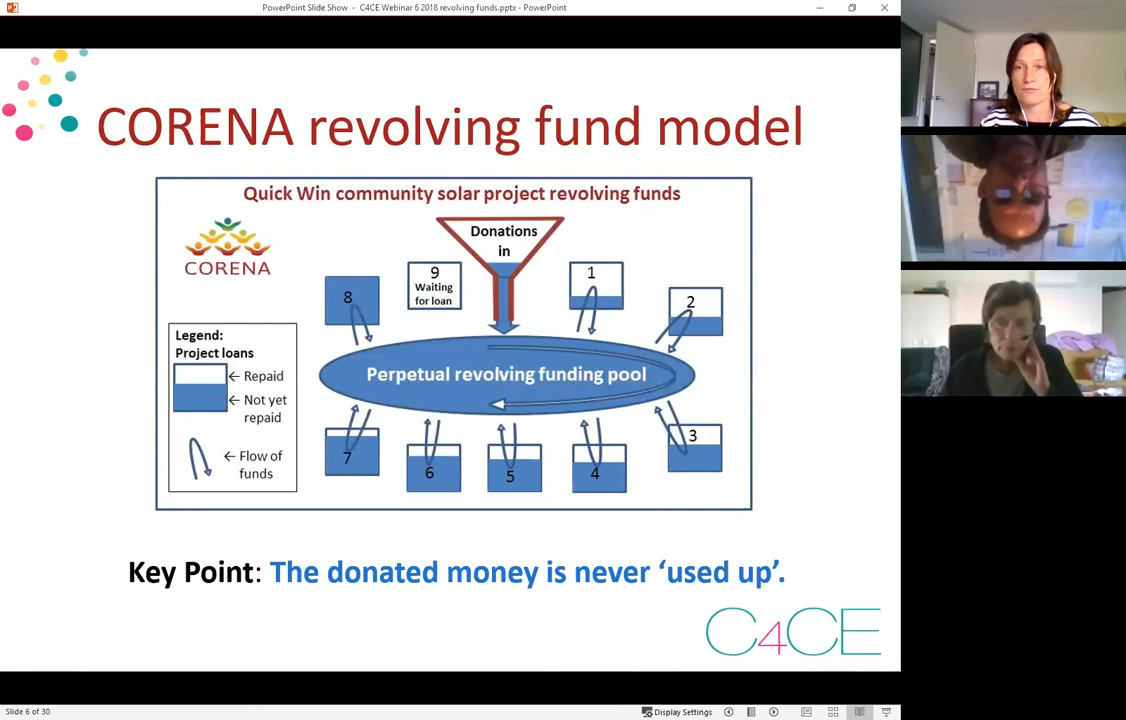 PowerPoint Slide Show - C4CE Webinar 6 2018 revolving funds.pptx - PowerPoint
CORENA revolving fund model
Quick Win community solar project revolving funds
CORENA
Donations
in
8
9
Waiting
for loan
1
2
Legend:
Project loans
← Repaid
← Not yet
repaid
← Flow of
funds
Perpetual revolving funding pool
7
6
5
4
3
Key Point: The donated money is never ‘used up’.
C4CE
Slide 6 of 30
Display Settings